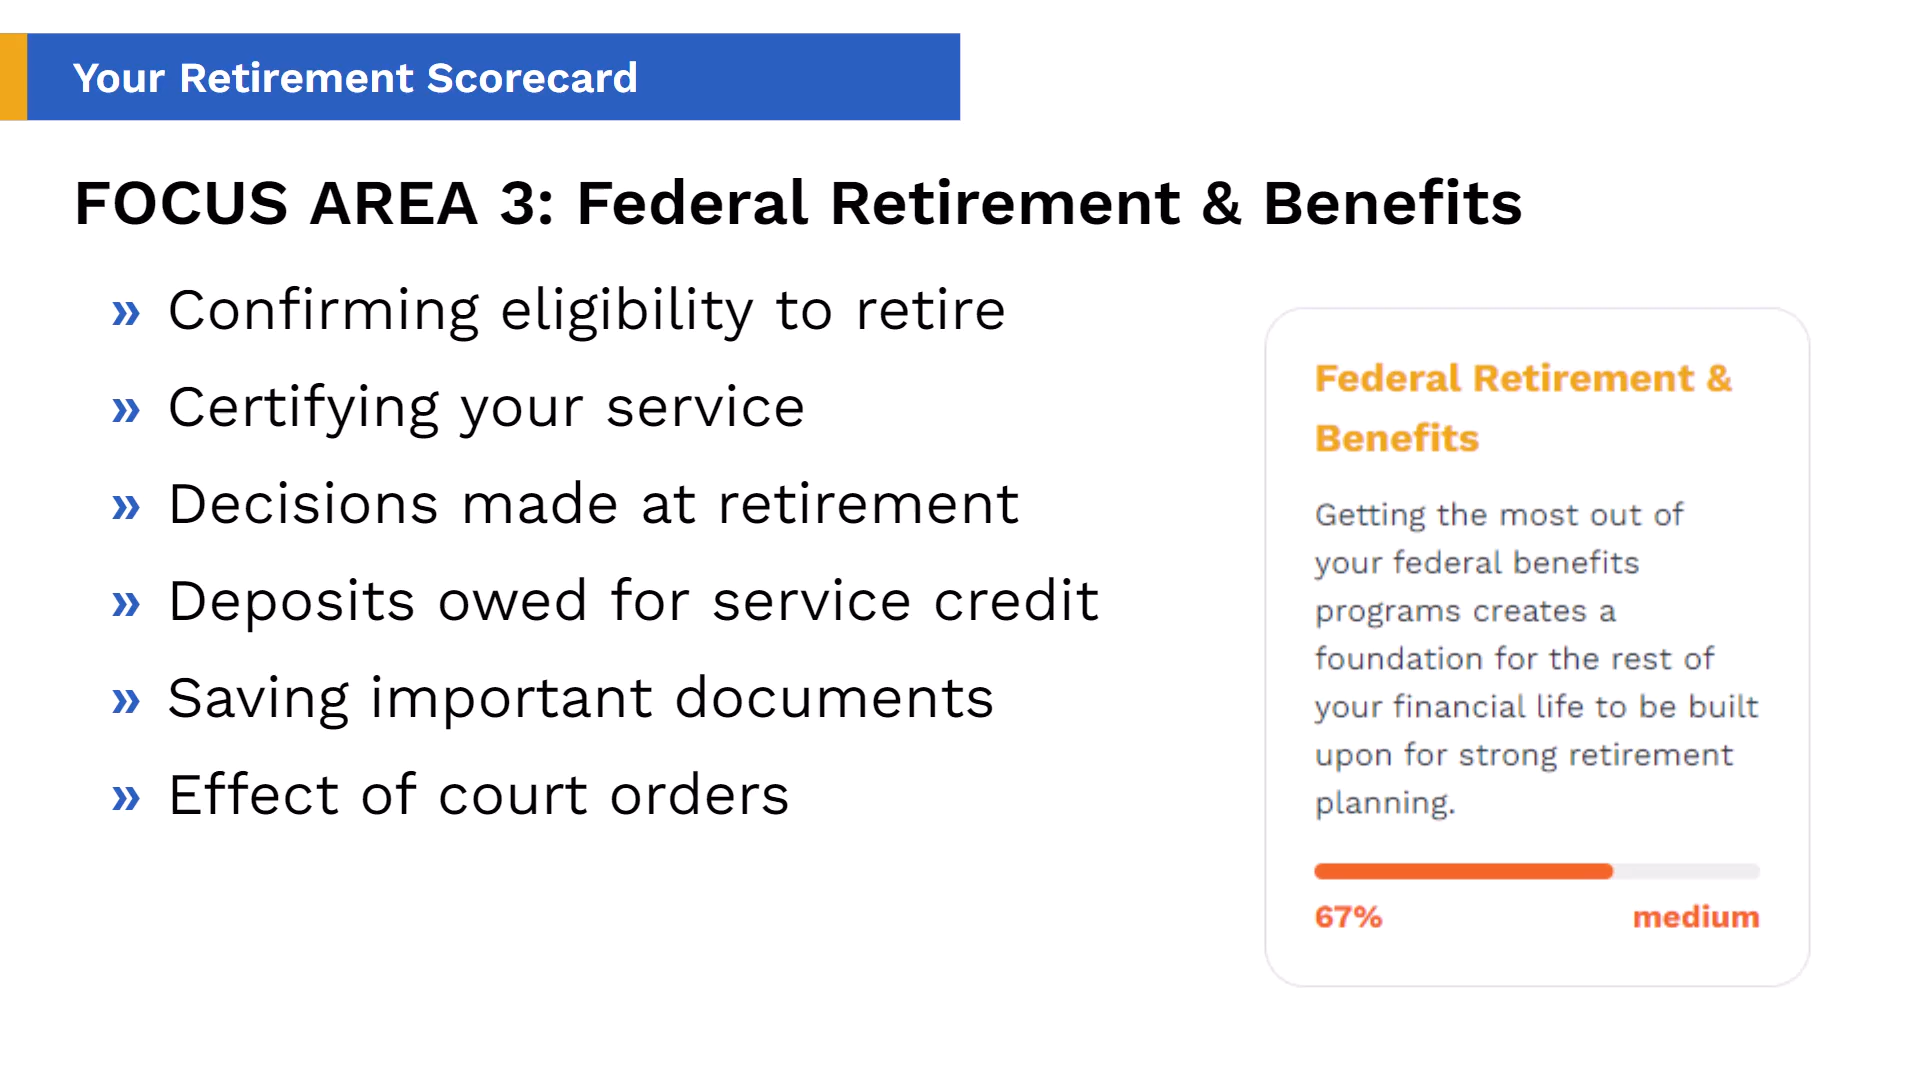 Your Retirement Scorecard
FOCUS AREA 3: Federal Retirement & Benefits
» Confirming eligibility to retire
» Certifying your service
» Decisions made at retirement
» Deposits owed for service credit
» Saving important documents
» Effect of court orders
Federal Retirement &
Benefits
Getting the most out of
your federal benefits
programs creates a
foundation for the rest of
your financial life to be built
upon for strong retirement
planning.
67% medium